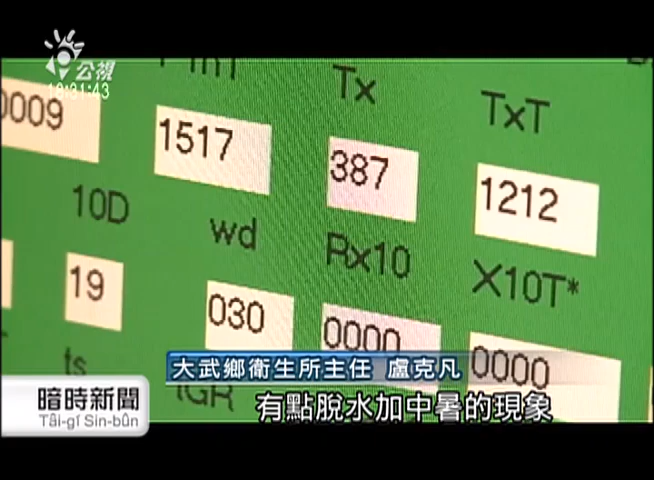 公視
18:31:43
Tx
TxT
0009
1517
387
1212
10D
wd
Rx10
X10T*
19
030
0000
0000
ts
大武鄉衛生所主任 盧克凡
暗時新聞
Tâi-gí Sin-bûn
有點脫水加中暑的現象